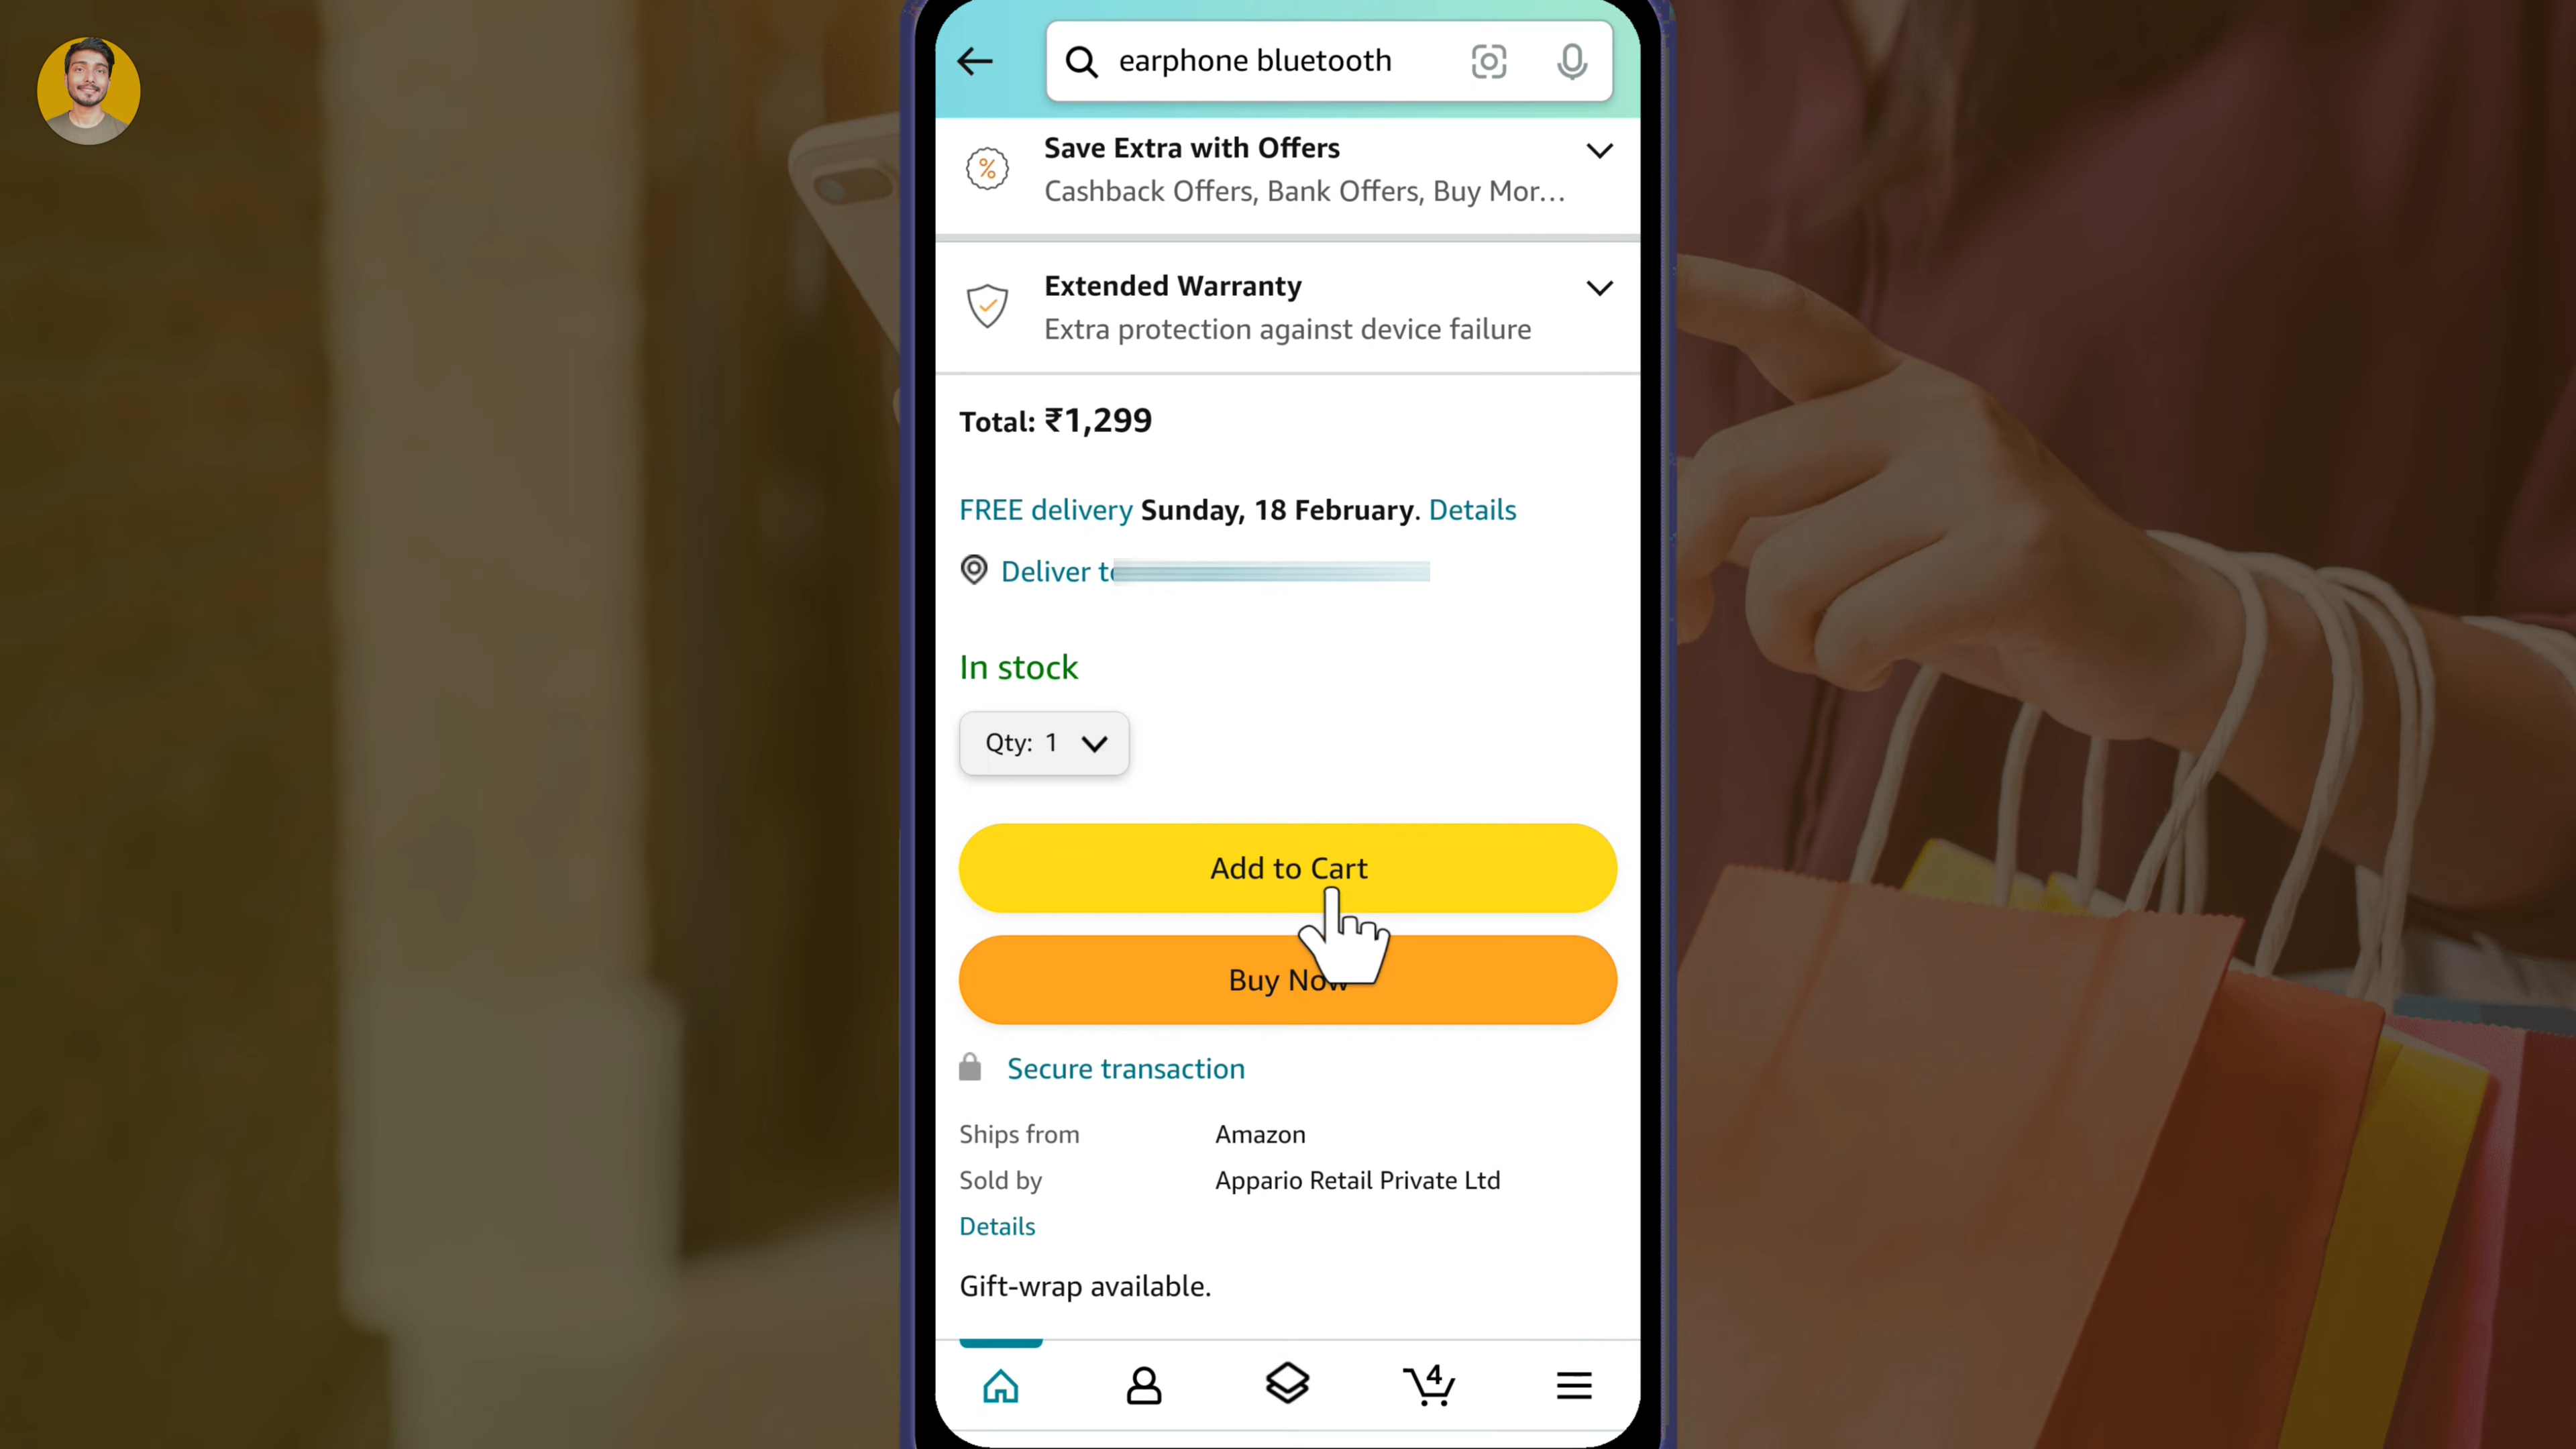 earphone bluetooth
Save Extra with Offers
Cashback Offers, Bank Offers, Buy Mor...
Extended Warranty
Extra protection against device failure
Total: ₹1,299
FREE delivery Sunday, 18 February. Details
Deliver to
In stock
Qty: 1
Add to Cart
Buy Now
Secure transaction
Ships from Amazon
Sold by Appario Retail Private Ltd
Details
Gift-wrap available.
4